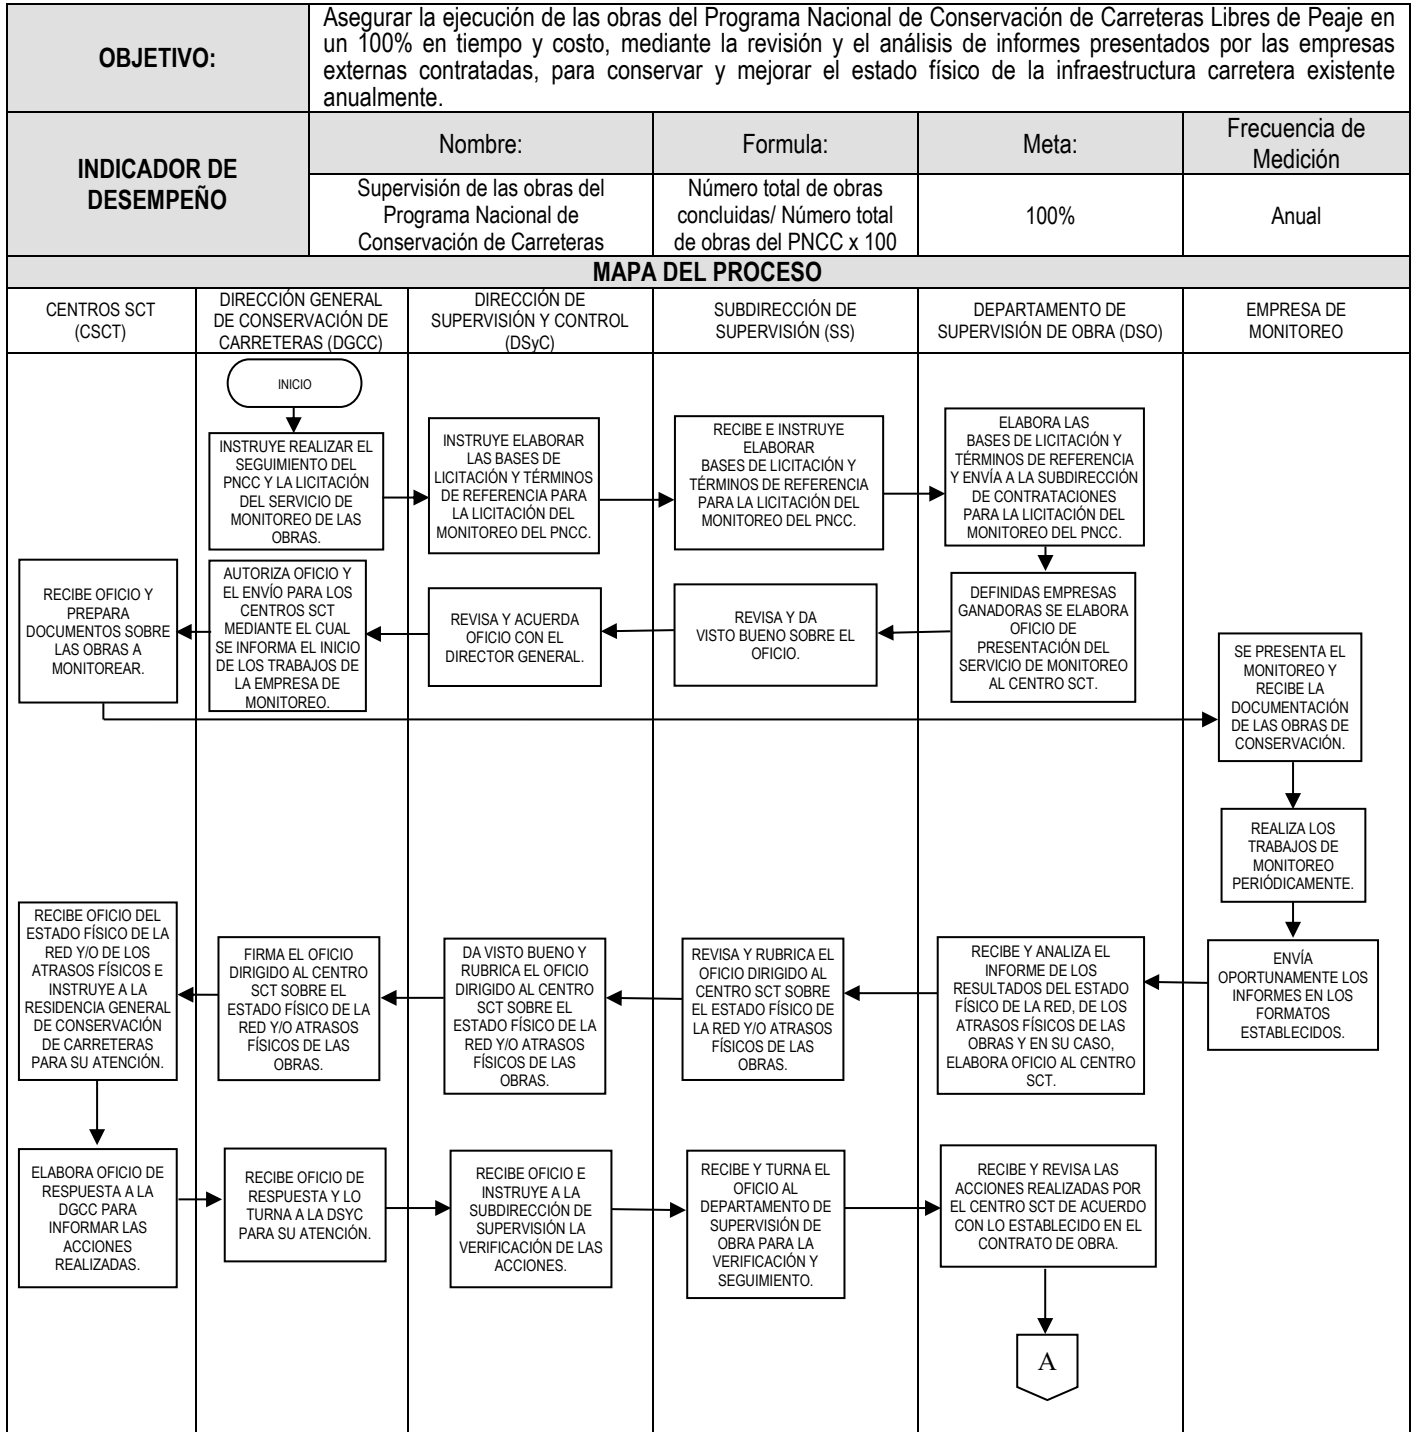 OBJETIVO:
Asegurar la ejecución de las obras del Programa Nacional de Conservación de Carreteras Libres de Peaje en
un 100% en tiempo y costo, mediante la revisión y el análisis de informes presentados por las empresas
externas contratadas, para conservar y mejorar el estado físico de la infraestructura carretera existente
anualmente.
INDICADOR DE
DESEMPEÑO
Nombre:
Formula:
Meta:
Frecuencia de
Medición
Supervisión de las obras del
Programa Nacional de
Conservación de Carreteras
Número total de obras
concluidas/ Número total
de obras del PNCC x 100
100%
Anual
MAPA DEL PROCESO
CENTROS SCT
(CSCT)
DIRECCIÓN GENERAL
DE CONSERVACIÓN DE
CARRETERAS (DGCC)
DIRECCIÓN DE
SUPERVISIÓN Y CONTROL
(DSyC)
SUBDIRECCIÓN DE
SUPERVISIÓN (SS)
DEPARTAMENTO DE
SUPERVISIÓN DE OBRA (DSO)
EMPRESA DE
MONITOREO
INICIO
INSTRUYE REALIZAR EL
SEGUIMIENTO DEL
PNCC Y LA LICITACIÓN
DEL SERVICIO DE
MONITOREO DE LAS
OBRAS.
INSTRUYE ELABORAR
LAS BASES DE
LICITACIÓN Y TÉRMINOS
DE REFERENCIA PARA
LA LICITACIÓN DEL
MONITOREO DEL PNCC.
RECIBE E INSTRUYE
ELABORAR
BASES DE LICITACIÓN Y
TÉRMINOS DE REFERENCIA
PARA LA LICITACIÓN DEL
MONITOREO DEL PNCC.
ELABORA LAS
BASES DE LICITACIÓN Y
TÉRMINOS DE REFERENCIA
Y ENVÍA A LA SUBDIRECCIÓN
DE CONTRATACIONES
PARA LA LICITACIÓN DEL
MONITOREO DEL PNCC.
DEFINIDAS EMPRESAS
GANADORAS SE ELABORA
OFICIO DE
PRESENTACIÓN DEL
SERVICIO DE MONITOREO
AL CENTRO SCT.
REVISA Y DA
VISTO BUENO SOBRE EL
OFICIO.
REVISA Y ACUERDA
OFICIO CON EL
DIRECTOR GENERAL.
AUTORIZA OFICIO Y
EL ENVÍO PARA LOS
CENTROS SCT
MEDIANTE EL CUAL
SE INFORMA EL INICIO
DE LOS TRABAJOS DE
LA EMPRESA DE
MONITOREO.
RECIBE OFICIO Y
PREPARA
DOCUMENTOS SOBRE
LAS OBRAS A
MONITOREAR.
SE PRESENTA EL
MONITOREO Y
RECIBE LA
DOCUMENTACIÓN
DE LAS OBRAS DE
CONSERVACIÓN.
REALIZA LOS
TRABAJOS DE
MONITOREO
PERIÓDICAMENTE.
ENVÍA
OPORTUNAMENTE LOS
INFORMES EN LOS
FORMATOS
ESTABLECIDOS.
RECIBE Y ANALIZA EL
INFORME DE LOS
RESULTADOS DEL ESTADO
FÍSICO DE LA RED, DE LOS
ATRASOS FÍSICOS DE LAS
OBRAS Y EN SU CASO,
ELABORA OFICIO AL CENTRO
SCT.
REVISA Y RUBRICA EL
OFICIO DIRIGIDO AL
CENTRO SCT SOBRE
EL ESTADO FÍSICO DE
LA RED Y/O ATRASOS
FÍSICOS DE LAS
OBRAS.
DA VISTO BUENO Y
RUBRICA EL OFICIO
DIRIGIDO AL CENTRO
SCT SOBRE EL
ESTADO FÍSICO DE LA
RED Y/O ATRASOS
FÍSICOS DE LAS
OBRAS.
FIRMA EL OFICIO
DIRIGIDO AL CENTRO
SCT SOBRE EL
ESTADO FÍSICO DE LA
RED Y/O ATRASOS
FÍSICOS DE LAS
OBRAS.
RECIBE OFICIO DEL
ESTADO FÍSICO DE LA
RED Y/O DE LOS
ATRASOS FÍSICOS E
INSTRUYE A LA
RESIDENCIA GENERAL
DE CONSERVACIÓN
DE CARRETERAS
PARA SU ATENCIÓN.
ELABORA OFICIO DE
RESPUESTA A LA
DGCC PARA
INFORMAR LAS
ACCIONES
REALIZADAS.
RECIBE OFICIO DE
RESPUESTA Y LO
TURNA A LA DSYC
PARA SU ATENCIÓN.
RECIBE OFICIO E
INSTRUYE A LA
SUBDIRECCIÓN DE
SUPERVISIÓN LA
VERIFICACIÓN DE LAS
ACCIONES.
RECIBE Y TURNA EL
OFICIO AL
DEPARTAMENTO DE
SUPERVISIÓN DE
OBRA PARA LA
VERIFICACIÓN Y
SEGUIMIENTO.
RECIBE Y REVISA LAS
ACCIONES REALIZADAS POR
EL CENTRO SCT DE ACUERDO
CON LO ESTABLECIDO EN EL
CONTRATO DE OBRA.
A